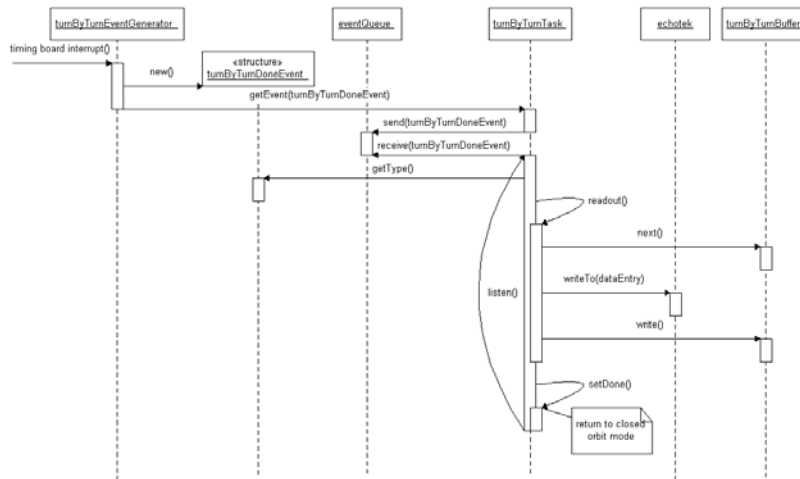 turnByTurnEventGenerator
eventQueue
turnByTurnTask
echotek
turnByTurnBuffer
timing board interrupt()
new()
«structure»
turnByTurnDoneEvent
getEvent(turnByTurnDoneEvent)
send(turnByTurnDoneEvent)
receive(turnByTurnDoneEvent)
getType()
readout()
next()
listen()
writeTo(dataEntry)
write()
setDone()
return to closed
orbit mode